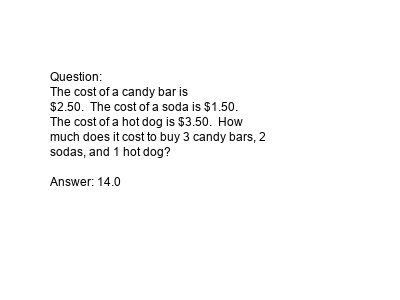 Question:
The cost of a candy bar is
$2.50.  The cost of a soda is $1.50.
The cost of a hot dog is $3.50.  How
much does it cost to buy 3 candy bars, 2
sodas, and 1 hot dog?

Answer: 14.0